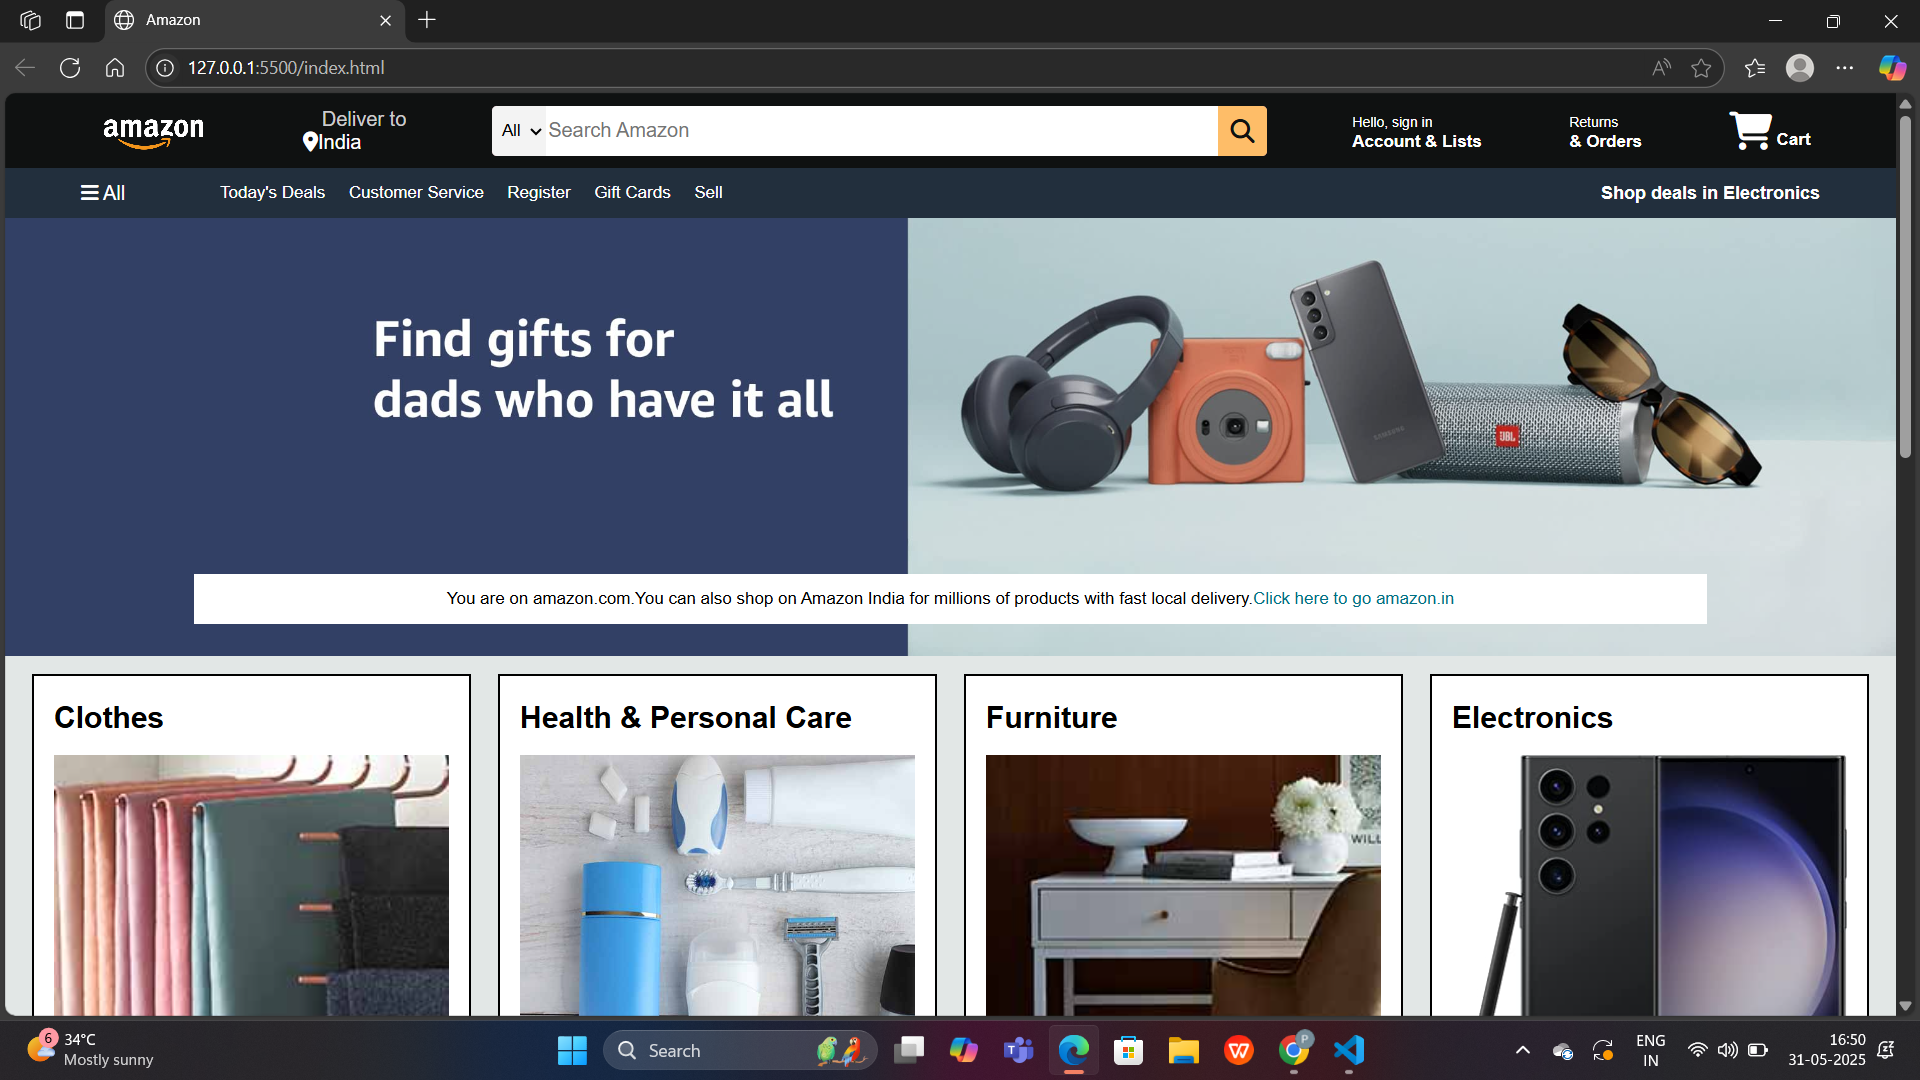 Amazon
127.0.0.1:5500/index.html
amazon
Deliver to
India
All
Search Amazon
Hello, sign in
Account & Lists
Returns
& Orders
Cart
All
Today's Deals
Customer Service
Register
Gift Cards
Sell
Shop deals in Electronics
Find gifts for
dads who have it all
SAMSUNG
JBL
You are on amazon.com.You can also shop on Amazon India for millions of products with fast local delivery.Click here to go amazon.in
Clothes
Health & Personal Care
Furniture
Electronics
WILL
6
34°C
Mostly sunny
Search
P
ENG
IN
16:50
31-05-2025